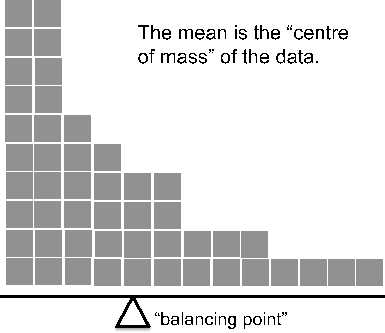 The mean is the “centre
of mass” of the data.
“balancing point”